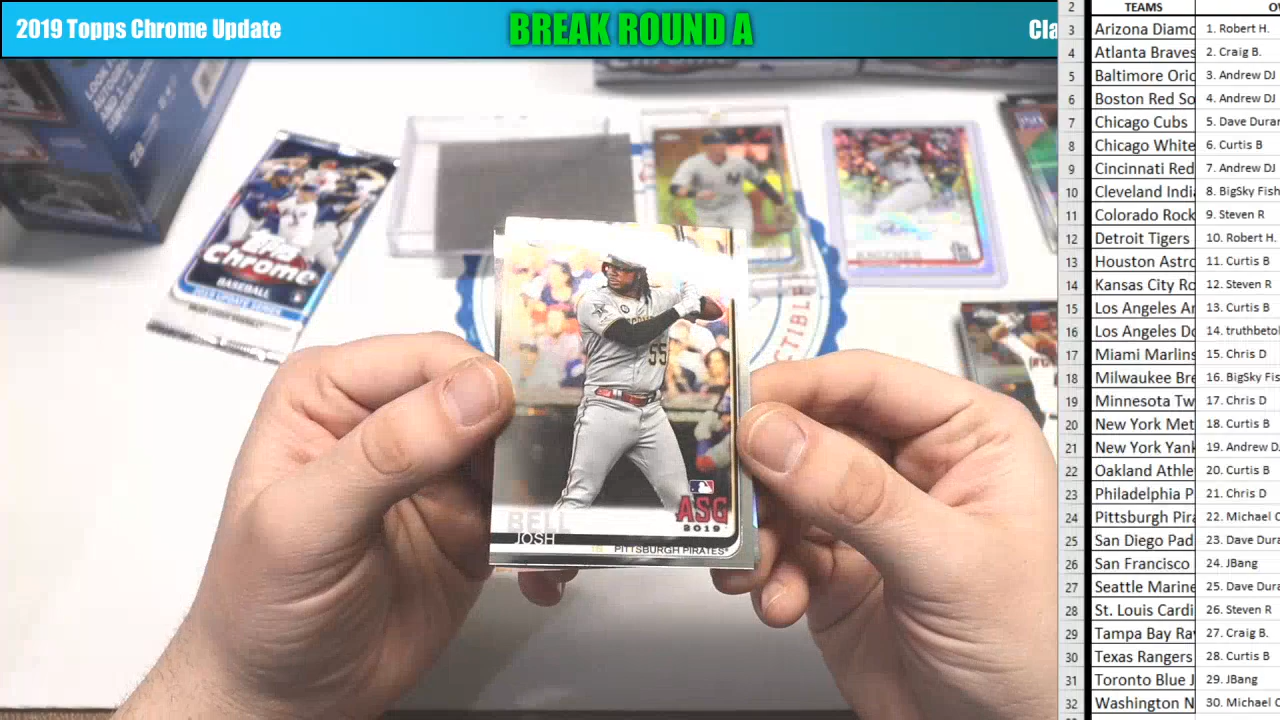 2019 Topps Chrome Update
BREAK ROUND A
Cla
2 TEAMS
3 Arizona Diamo 1. Robert H.
4 Atlanta Braves 2. Craig B.
5 Baltimore Orio 3. Andrew DJ
6 Boston Red So 4. Andrew DJ
7 Chicago Cubs 5. Dave Duran
8 Chicago White 6. Curtis B
9 Cincinnati Red 7. Andrew DJ
10 Cleveland India 8. BigSky Fish
11 Colorado Rock 9. Steven R
12 Detroit Tigers 10. Robert H.
13 Houston Astro 11. Curtis B
14 Kansas City Ro 12. Steven R
15 Los Angeles An 13. Curtis B
16 Los Angeles Do 14. truthbetol
17 Miami Marlins 15. Chris D
18 Milwaukee Bre 16. BigSky Fis
19 Minnesota Tw 17. Chris D
20 New York Met 18. Curtis B
21 New York Yank 19. Andrew D
22 Oakland Athle 20. Curtis B
23 Philadelphia P 21. Chris D
24 Pittsburgh Pira 22. Michael C
25 San Diego Pad 23. Dave Dura
26 San Francisco 24. JBang
27 Seattle Marine 25. Dave Dura
28 St. Louis Cardi 26. Steven R
29 Tampa Bay Ray 27. Craig B.
30 Texas Rangers 28. Curtis B
31 Toronto Blue J 29. JBang
32 Washington N 30. Michael C
Topps
Chrome
BASEBALL
2019 UPDATE SERIES
CTIBLE
55
ASG
2019
BELL
JOSH
1B PITTSBURGH PIRATES